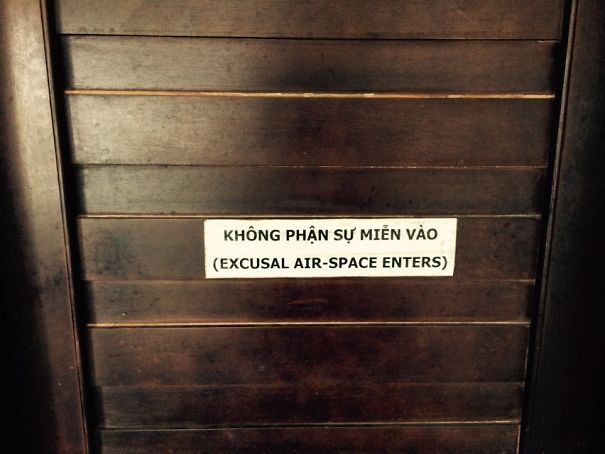 KHÔNG PHẬN SỰ MIỄN VÀO
(EXCUSAL AIR-SPACE ENTERS)